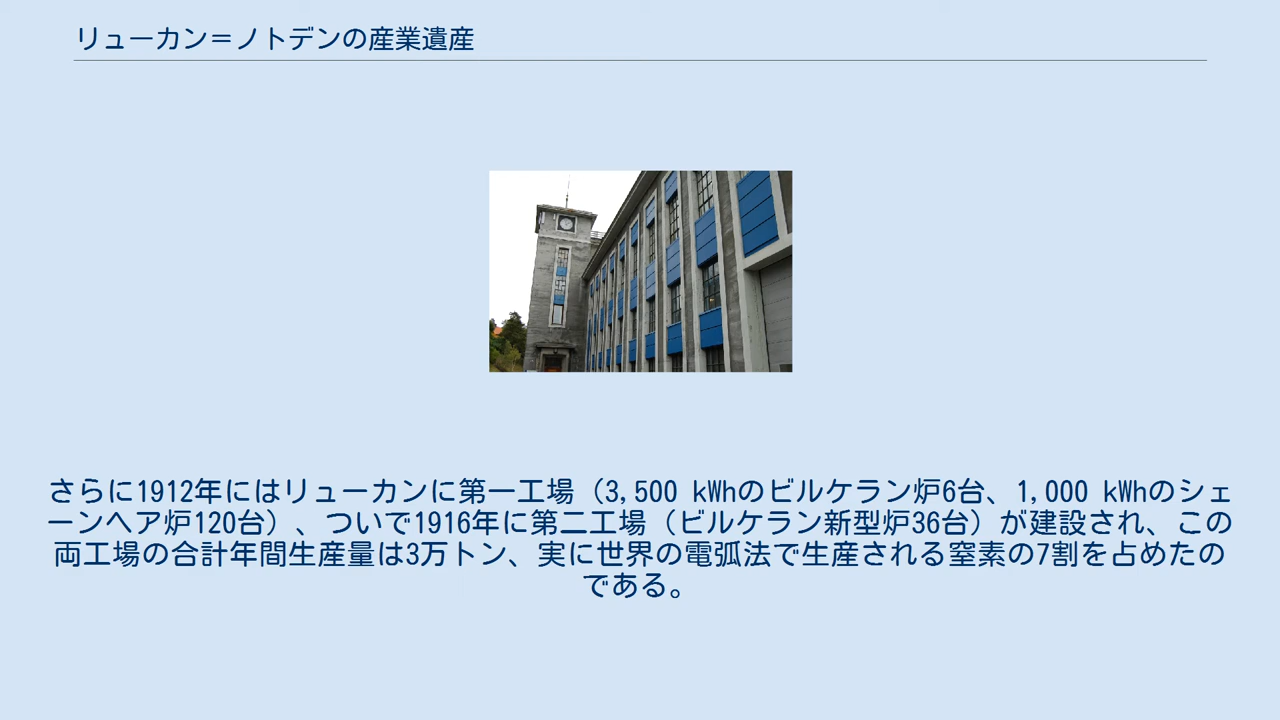 リューカン＝ノトデンの産業遺産
さらに1912年にはリューカンに第一工場（3,500 kWhのビルケラン炉6台、1,000 kWhのシェ
ーンヘア炉120台）、ついで1916年に第二工場（ビルケラン新型炉36台）が建設され、この
両工場の合計年間生産量は3万トン、実に世界の電弧法で生産される窒素の7割を占めたの
である。